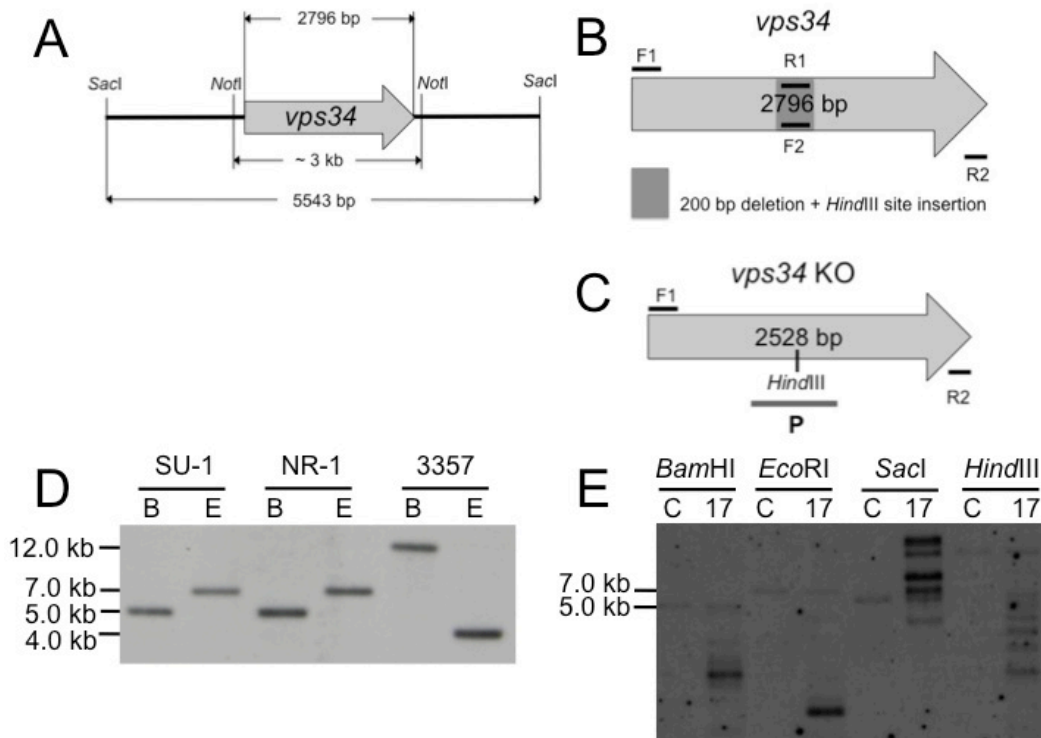 A
2796 bp
SacI
NotI
NotI
SacI
vps34
~ 3 kb
5543 bp
B
vps34
F1
R1
2796 bp
F2
R2
200 bp deletion + HindIII site insertion
C
vps34 KO
F1
2528 bp
HindIII
R2
P
D
SU-1 NR-1 3357
B E B E B E
12.0 kb
7.0 kb
5.0 kb
4.0 kb
E
BamHI EcoRI SacI HindIII
C 17 C 17 C 17 C 17
7.0 kb
5.0 kb